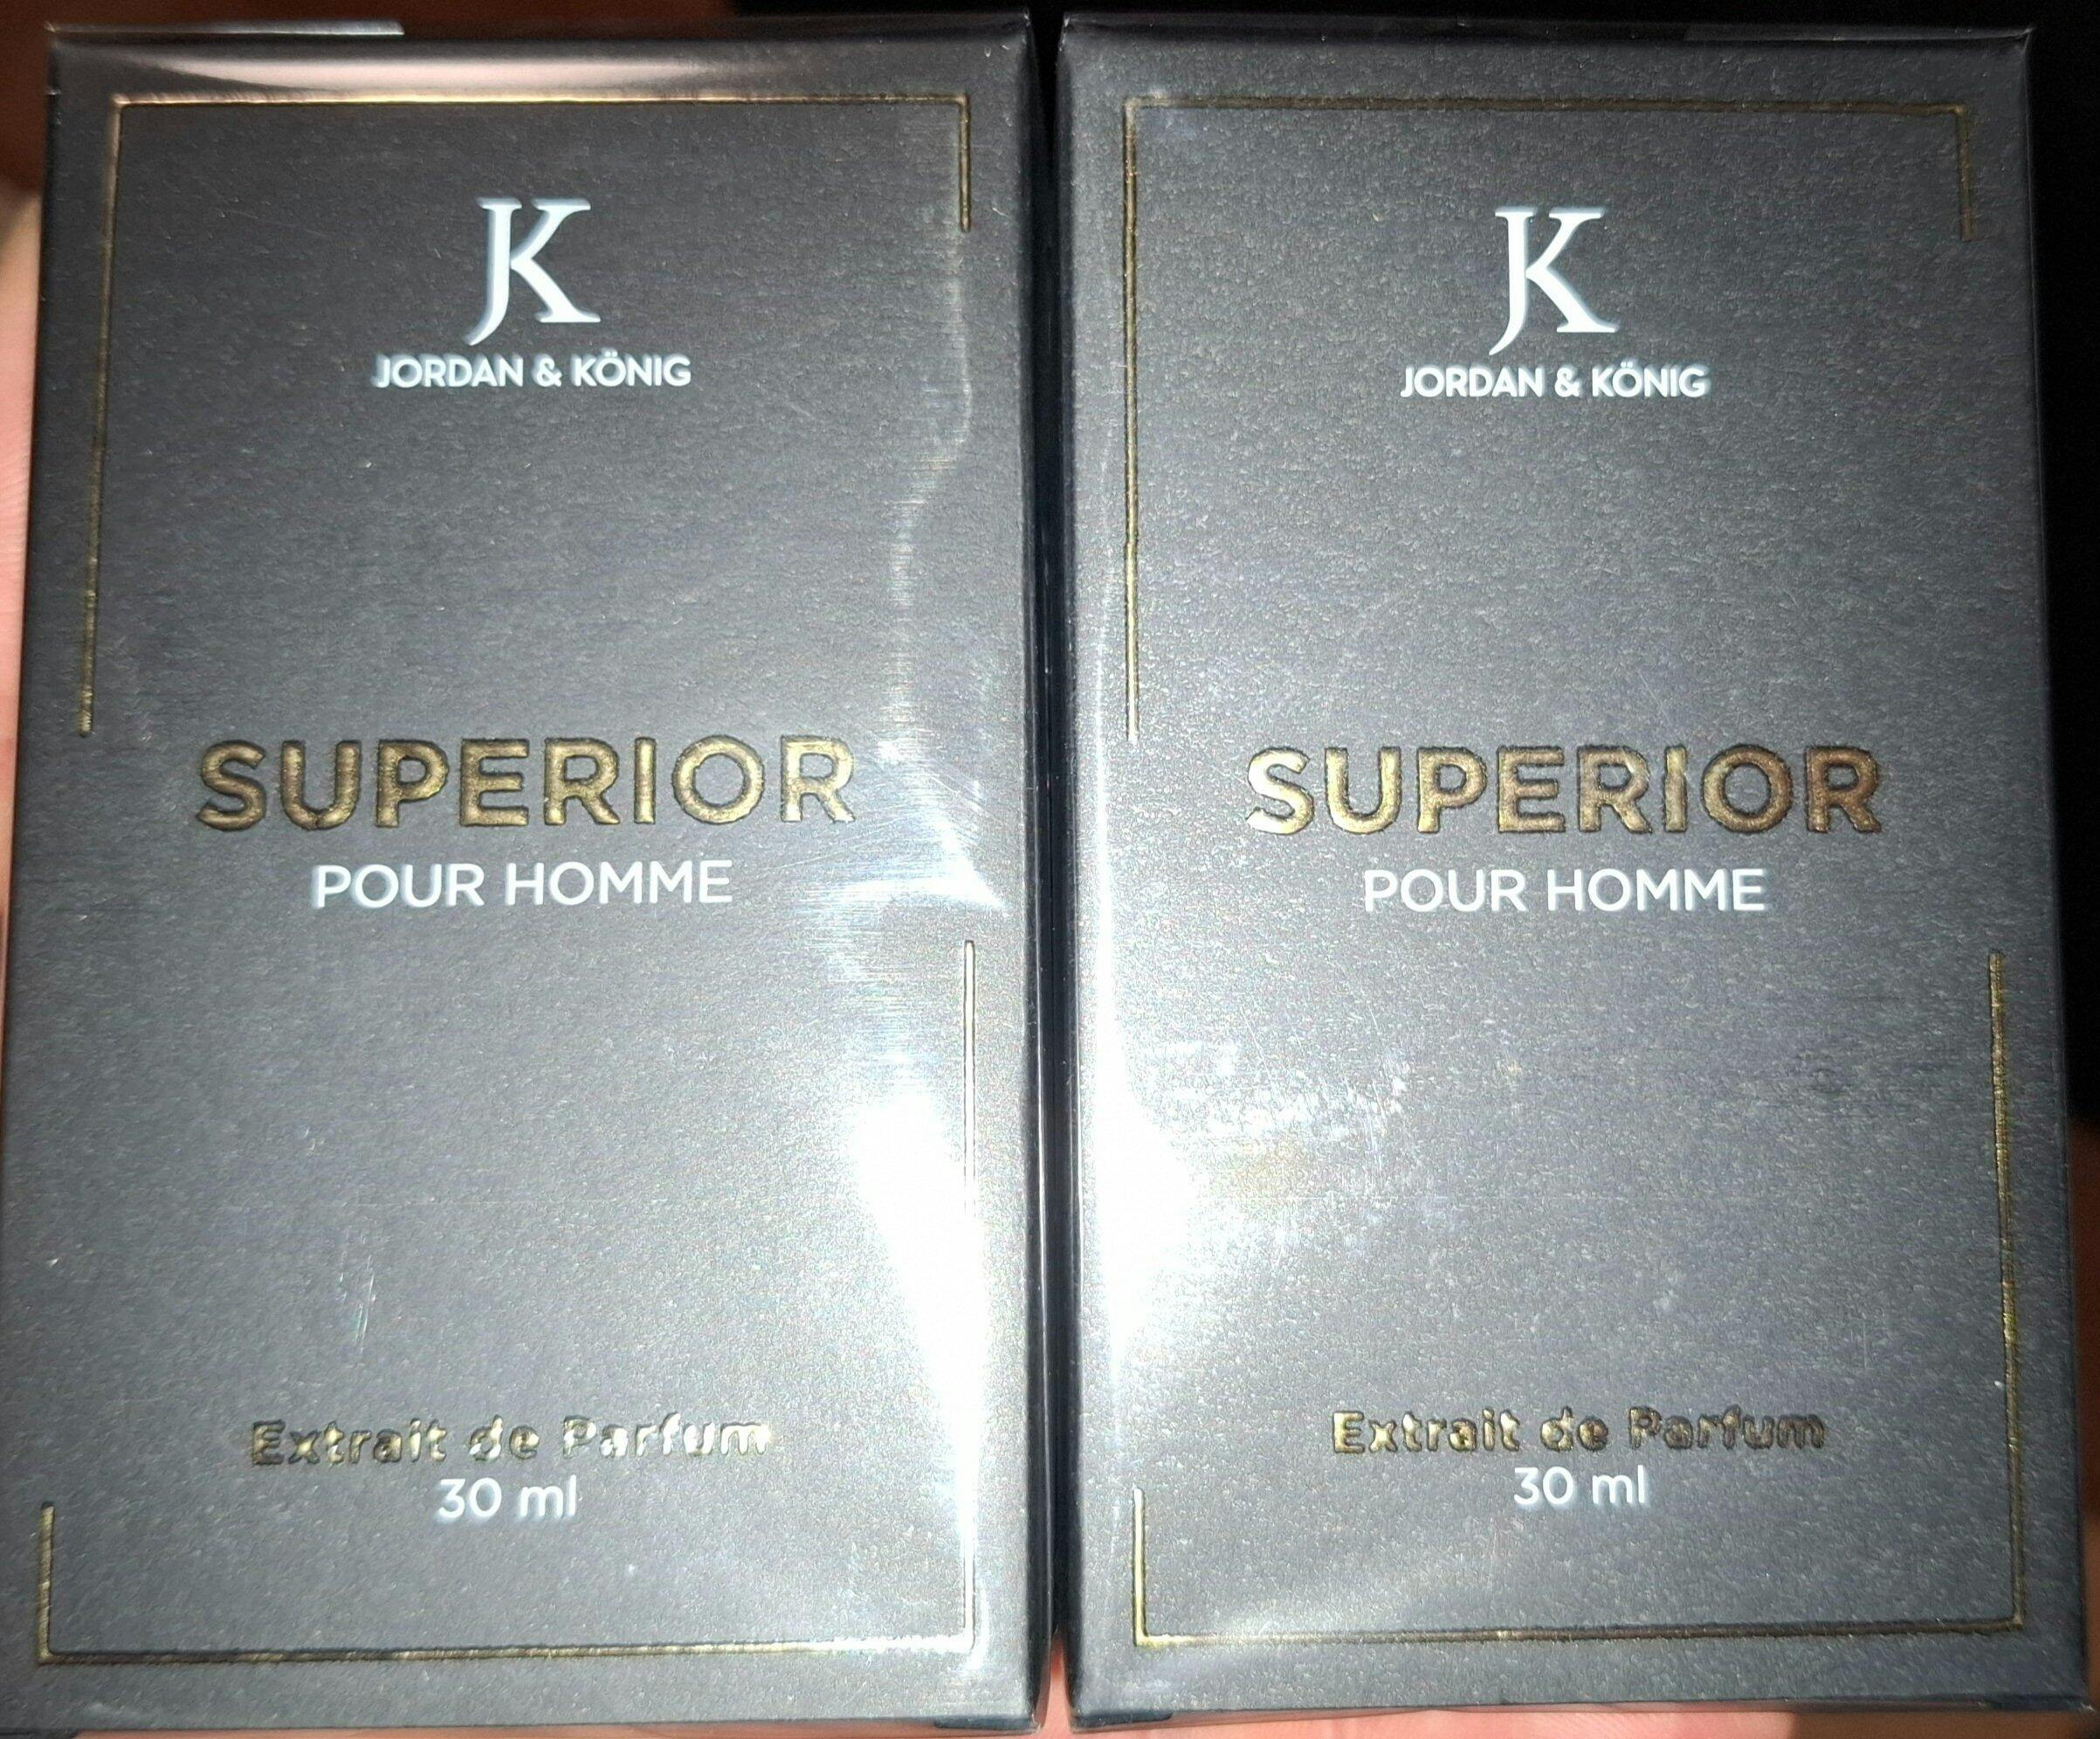 JK
JORDAN & KÖNIG
SUPERIOR
POUR HOMME
Extrait de Parfum
30 ml
JK
JORDAN & KÖNIG
SUPERIOR
POUR HOMME
Extrait de Parfum
30 ml